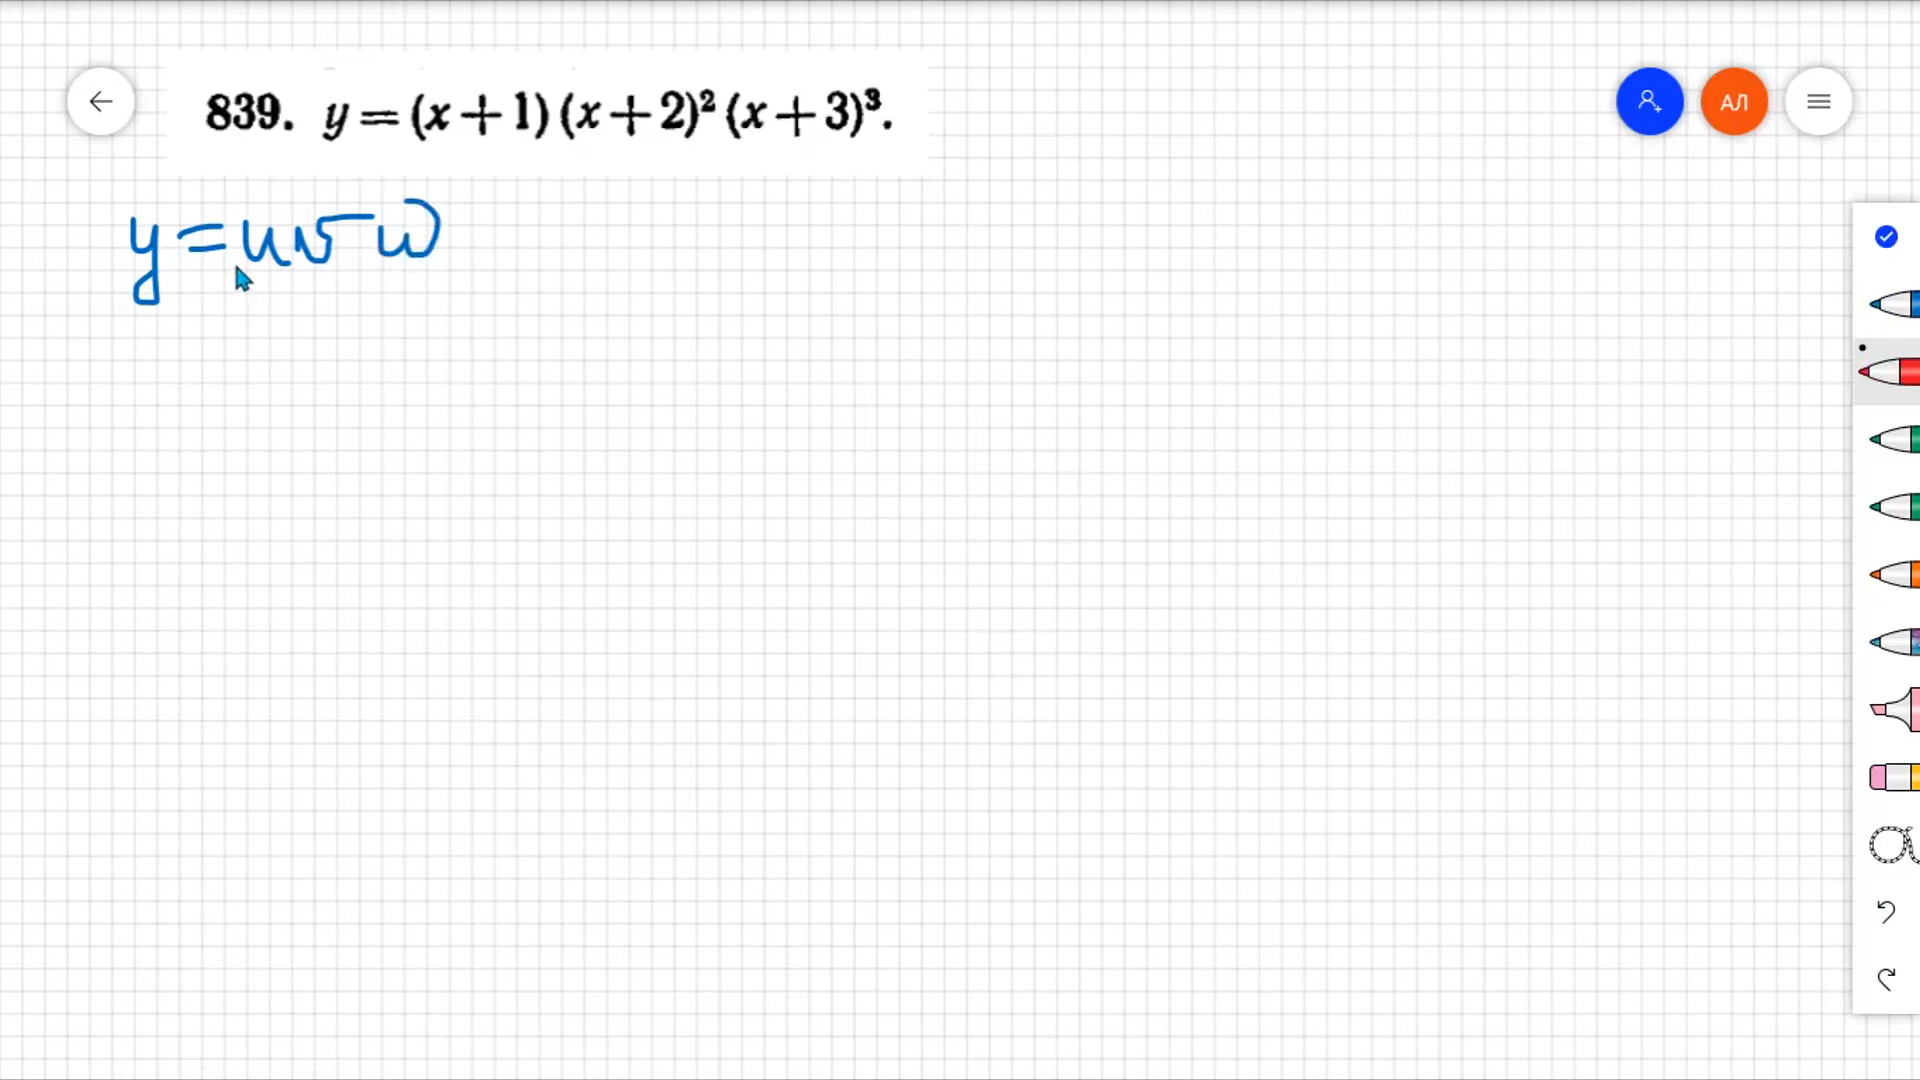 839. y = (x + 1) (x + 2)² (x + 3)³.
АЛ
y = uvw